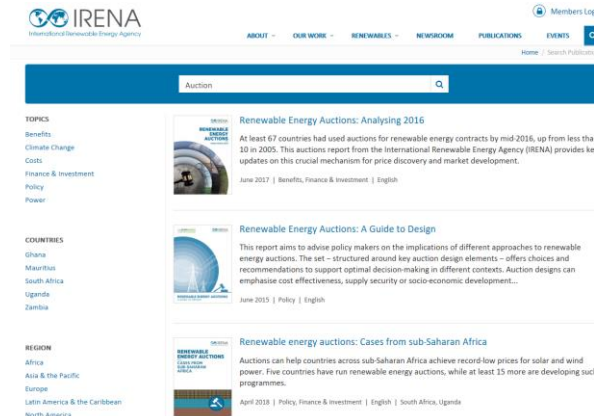 IRENA
International Renewable Energy Agency
Members Log
ABOUT OUR WORK RENEWABLES NEWSROOM PUBLICATIONS EVENTS
Home / Search Publicat
Auction
TOPICS
Benefits
Climate Change
Costs
Finance & Investment
Policy
Power
COUNTRIES
Ghana
Mauritius
South Africa
Uganda
Zambia
REGION
Africa
Asia & the Pacific
Europe
Latin America & the Caribbean
North America
RENEWABLE
ENERGY
AUCTIONS
Renewable Energy Auctions: Analysing 2016
At least 67 countries had used auctions for renewable energy contracts by mid-2016, up from less tha
10 in 2005. This auctions report from the International Renewable Energy Agency (IRENA) provides ke
updates on this crucial mechanism for price discovery and market development.
June 2017 | Benefits, Finance & Investment | English
Renewable Energy Auctions: A Guide to Design
This report aims to advise policy makers on the implications of different approaches to renewable
energy auctions. The set – structured around key auction design elements – offers choices and
recommendations to support optimal decision-making in different contexts. Auction designs can
emphasise cost effectiveness, supply security or socio-economic development...
June 2015 | Policy | English
RENEWABLE
ENERGY AUCTIONS
CASES FROM
SUB-SAHARAN
AFRICA
Renewable energy auctions: Cases from sub-Saharan Africa
Auctions can help countries across sub-Saharan Africa achieve record-low prices for solar and wind
power. Five countries have run renewable energy auctions, while at least 15 more are developing suc
programmes.
April 2018 | Policy, Finance & Investment | English | South Africa, Uganda